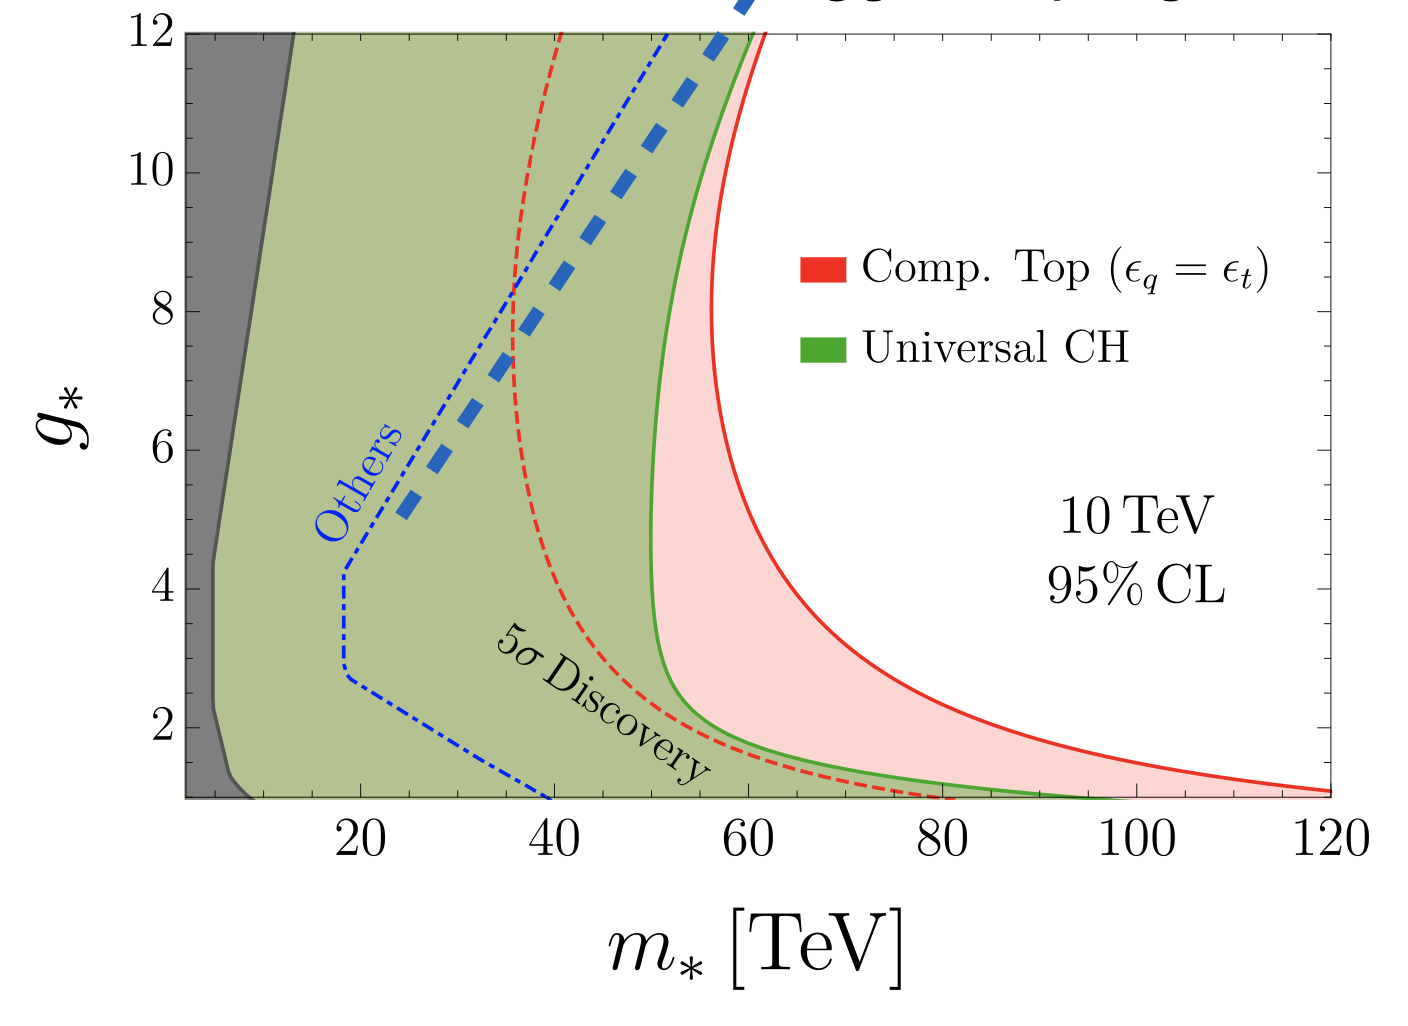 12
10
8
6
4
2
g*
Others
5σ Discovery
Comp. Top (ϵq = ϵt)
Universal CH
10 TeV
95% CL
20 40 60 80 100 120
m* [TeV]